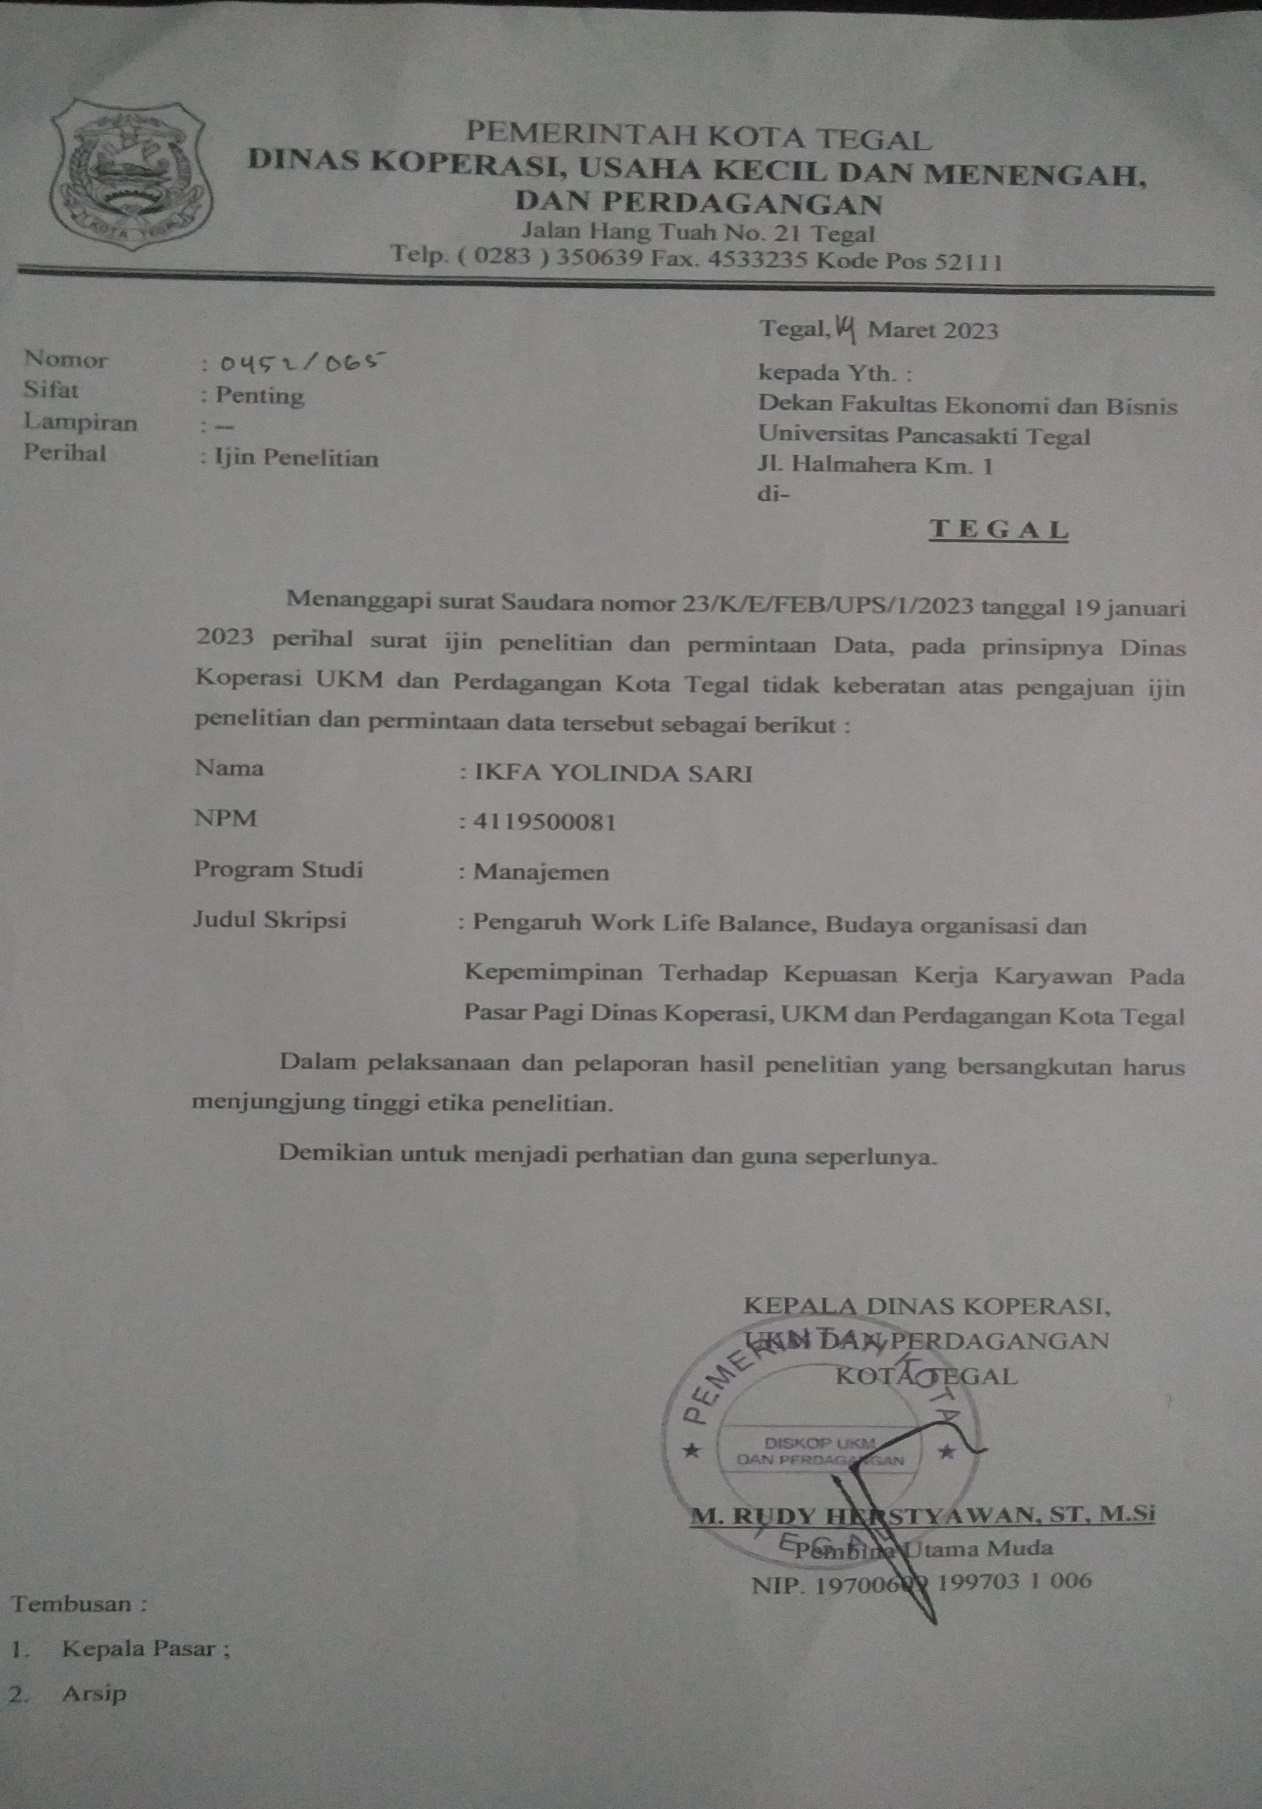 PEMERINTAH KOTA TEGAL
DINAS KOPERASI, USAHA KECIL DAN MENENGAH,
DAN PERDAGANGAN
Jalan Hang Tuah No. 21 Tegal
Telp. ( 0283 ) 350639 Fax. 4533235 Kode Pos 52111
KOTA TEGAL
Tegal, 14 Maret 2023
Nomor : 0452/065
Sifat : Penting
Lampiran : --
Perihal : Ijin Penelitian
kepada Yth. :
Dekan Fakultas Ekonomi dan Bisnis
Universitas Pancasakti Tegal
Jl. Halmahera Km. 1
di-
T E G A L
Menanggapi surat Saudara nomor 23/K/E/FEB/UPS/1/2023 tanggal 19 januari
2023 perihal surat ijin penelitian dan permintaan Data, pada prinsipnya Dinas
Koperasi UKM dan Perdagangan Kota Tegal tidak keberatan atas pengajuan ijin
penelitian dan permintaan data tersebut sebagai berikut :
Nama : IKFA YOLINDA SARI
NPM : 4119500081
Program Studi : Manajemen
Judul Skripsi : Pengaruh Work Life Balance, Budaya organisasi dan
Kepemimpinan Terhadap Kepuasan Kerja Karyawan Pada
Pasar Pagi Dinas Koperasi, UKM dan Perdagangan Kota Tegal
Dalam pelaksanaan dan pelaporan hasil penelitian yang bersangkutan harus
menjungjung tinggi etika penelitian.
Demikian untuk menjadi perhatian dan guna seperlunya.
KEPALA DINAS KOPERASI,
UKM DAN PERDAGANGAN
KOTA TEGAL
PEMERINTAH KOTA
DISKOP UKM
DAN PERDAGANGAN
TEGAL
M. RUDY HERSTYAWAN, ST, M.Si
Pembina Utama Muda
NIP. 19700602 199703 1 006
Tembusan :
1. Kepala Pasar ;
2. Arsip